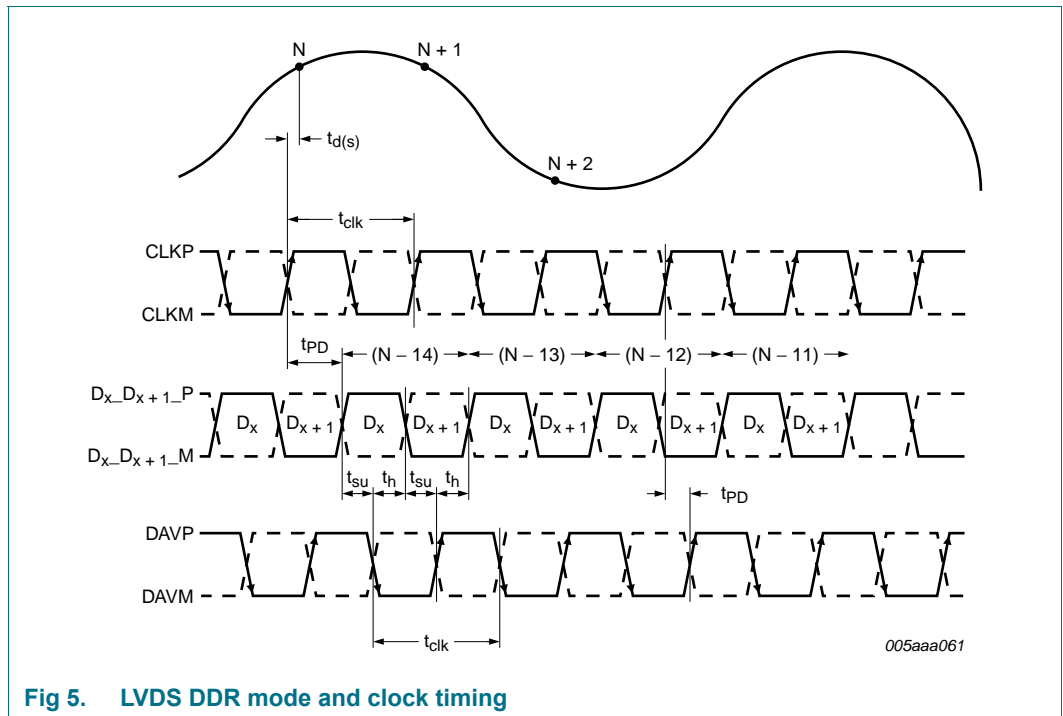 N
N + 1
t_d(s)
N + 2
t_clk
CLKP
CLKM
t_PD
(N − 14)
(N − 13)
(N − 12)
(N − 11)
D_x_D_x + 1_P
D_x D_x + 1 D_x D_x + 1 D_x D_x + 1 D_x D_x + 1 D_x D_x + 1
D_x_D_x + 1_M
t_su t_h t_su t_h
t_PD
DAVP
DAVM
t_clk
005aaa061
Fig 5. LVDS DDR mode and clock timing